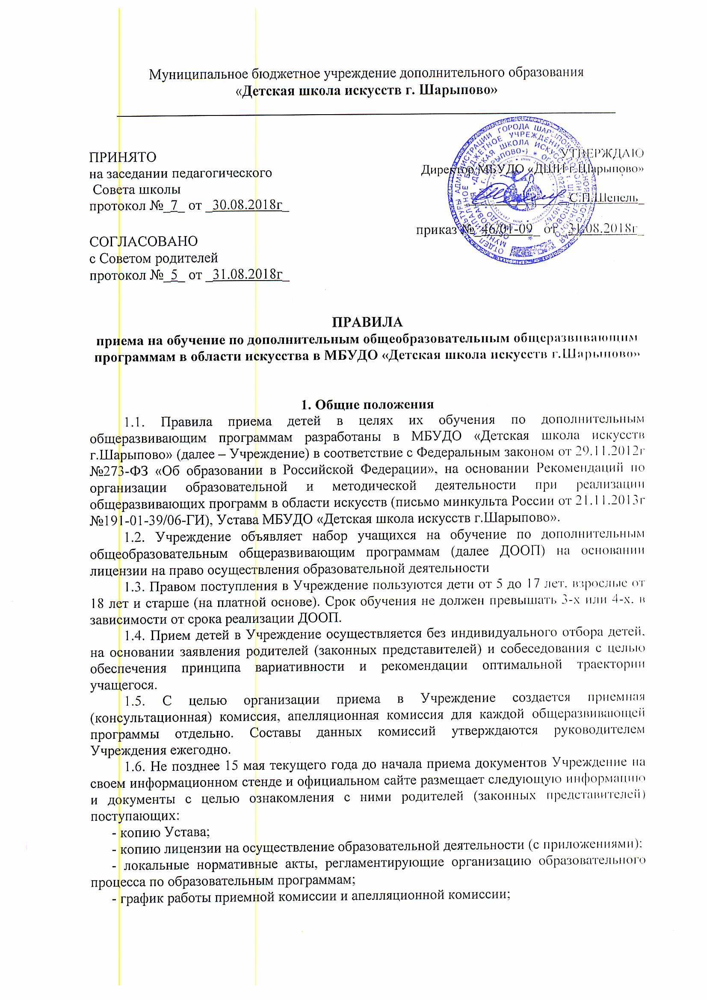 Муниципальное бюджетное учреждение дополнительного образования
«Детская школа искусств г. Шарыпово»
ПРИНЯТО
на заседании педагогического
Совета школы
протокол №_7_ от _30.08.2018г_
СОГЛАСОВАНО
с Советом родителей
протокол №_5_ от _31.08.2018г_
УТВЕРЖДАЮ
Директор МБУДО «ДШИ г.Шарыпово»
С.П.Шепель_
приказ №_46/01-09_ от _31.08.2018г_
ПРАВИЛА
приема на обучение по дополнительным общеобразовательным общеразвивающим
программам в области искусства в МБУДО «Детская школа искусств г.Шарыпово»
1. Общие положения
1.1. Правила приема детей в целях их обучения по дополнительным
общеразвивающим программам разработаны в МБУДО «Детская школа искусств
г.Шарыпово» (далее – Учреждение) в соответствие с Федеральным законом от 29.11.2012г
№273-ФЗ «Об образовании в Российской Федерации», на основании Рекомендаций по
организации образовательной и методической деятельности при реализации
общеразвивающих программ в области искусств (письмо минкульта России от 21.11.2013г
№191-01-39/06-ГИ), Устава МБУДО «Детская школа искусств г.Шарыпово».
1.2. Учреждение объявляет набор учащихся на обучение по дополнительным
общеобразовательным общеразвивающим программам (далее ДООП) на основании
лицензии на право осуществления образовательной деятельности
1.3. Правом поступления в Учреждение пользуются дети от 5 до 17 лет, взрослые от
18 лет и старше (на платной основе). Срок обучения не должен превышать 3-х или 4-х, в
зависимости от срока реализации ДООП.
1.4. Прием детей в Учреждение осуществляется без индивидуального отбора детей,
на основании заявления родителей (законных представителей) и собеседования с целью
обеспечения принципа вариативности и рекомендации оптимальной траектории
учащегося.
1.5. С целью организации приема в Учреждение создается приемная
(консультационная) комиссия, апелляционная комиссия для каждой общеразвивающей
программы отдельно. Составы данных комиссий утверждаются руководителем
Учреждения ежегодно.
1.6. Не позднее 15 мая текущего года до начала приема документов Учреждение на
своем информационном стенде и официальном сайте размещает следующую информацию
и документы с целью ознакомления с ними родителей (законных представителей)
поступающих:
- копию Устава;
- копию лицензии на осуществление образовательной деятельности (с приложениями);
- локальные нормативные акты, регламентирующие организацию образовательного
процесса по образовательным программам;
- график работы приемной комиссии и апелляционной комиссии;